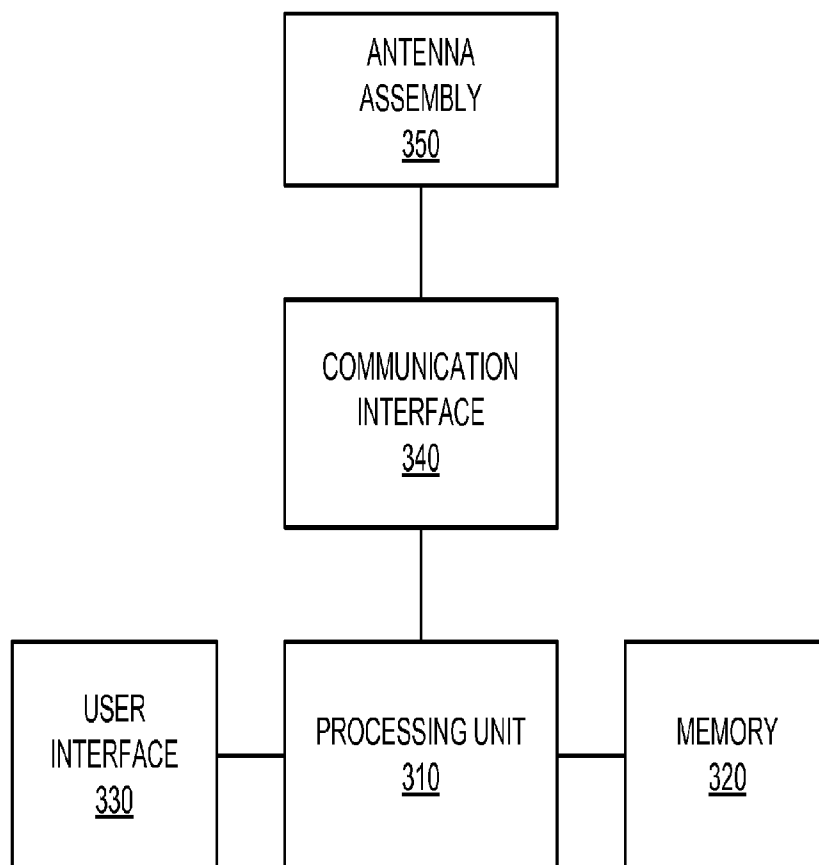 ANTENNA
ASSEMBLY
350
COMMUNICATION
INTERFACE
340
USER
INTERFACE
330
PROCESSING UNIT
310
MEMORY
320